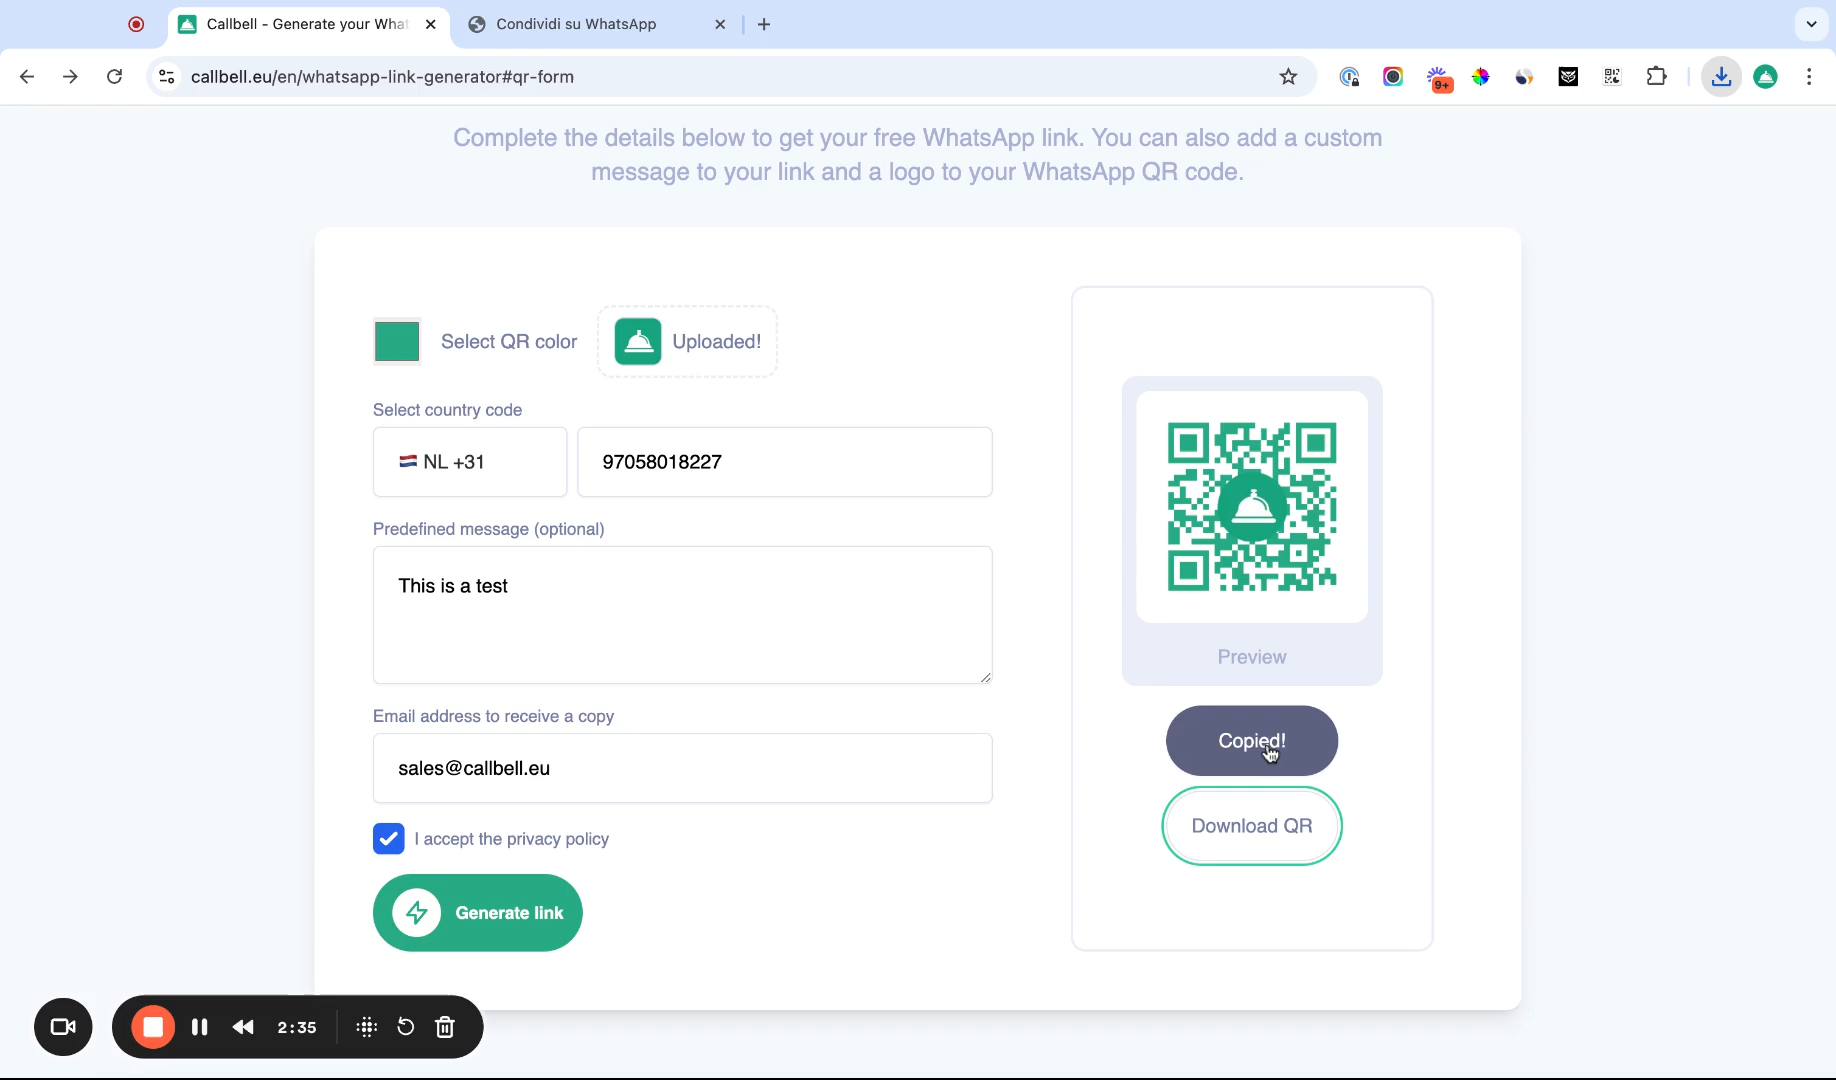 Callbell - Generate your What
Condividi su WhatsApp
callbell.eu/en/whatsapp-link-generator#qr-form
9+
Complete the details below to get your free WhatsApp link. You can also add a custom
message to your link and a logo to your WhatsApp QR code.
Select QR color
Uploaded!
Select country code
NL +31
97058018227
Predefined message (optional)
This is a test
Email address to receive a copy
sales@callbell.eu
I accept the privacy policy
Generate link
Preview
Copied!
Download QR
2:35